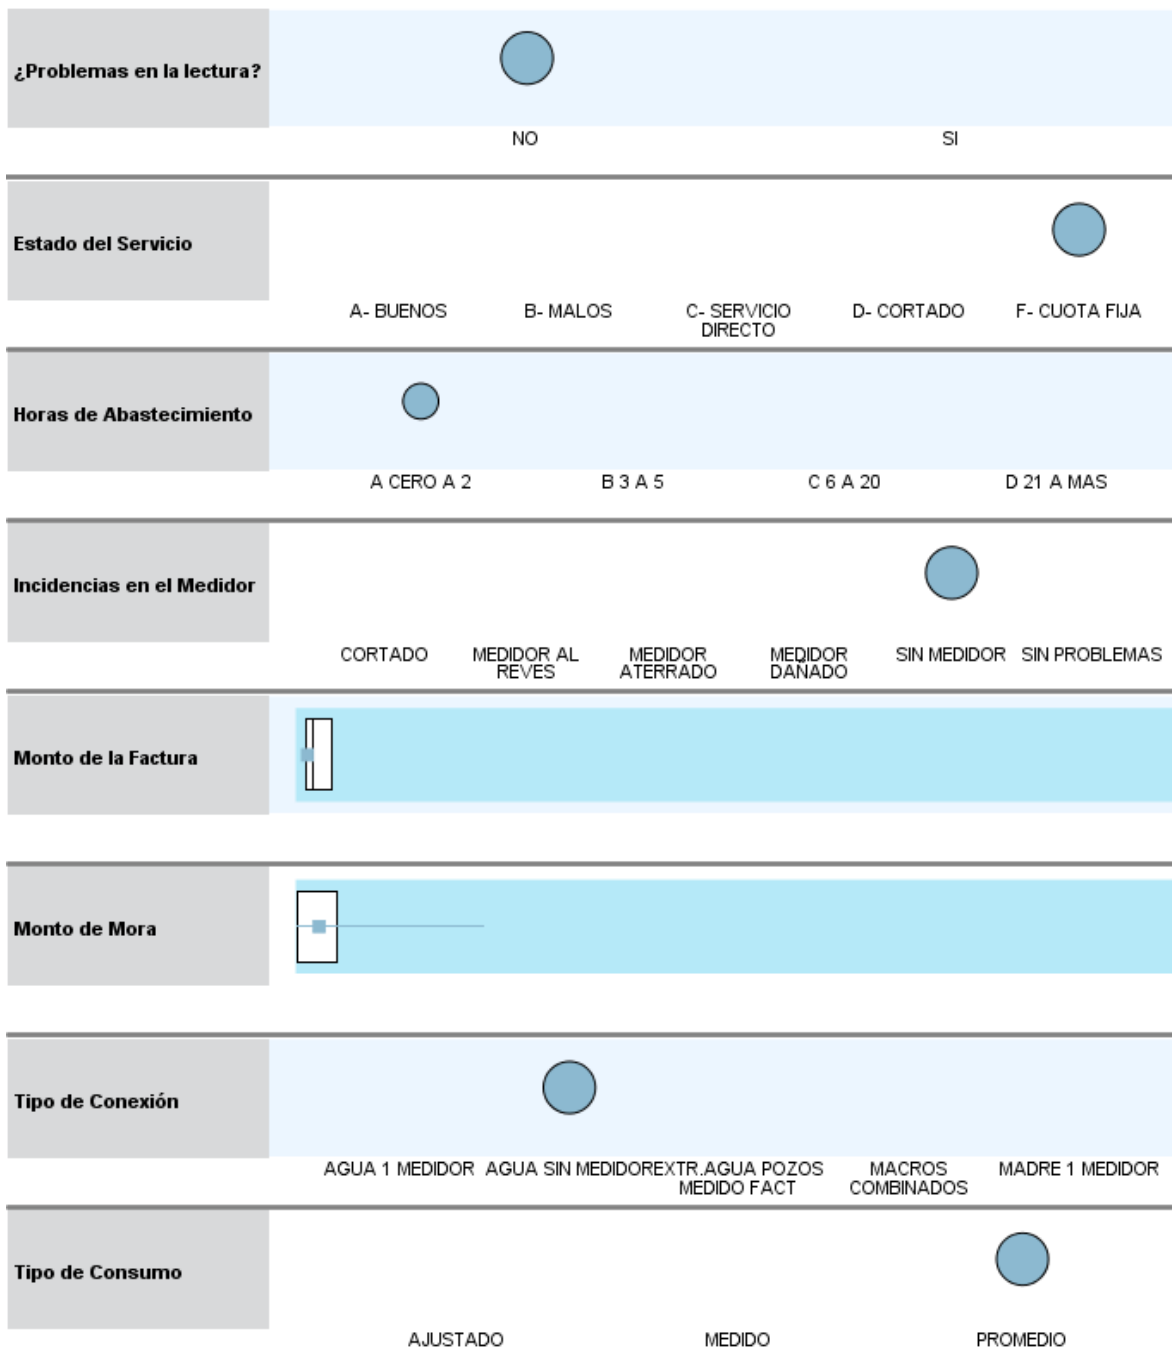 ¿Problemas en la lectura?
NO SI
Estado del Servicio
A- BUENOS B- MALOS C- SERVICIO DIRECTO D- CORTADO F- CUOTA FIJA
Horas de Abastecimiento
A CERO A 2 B 3 A 5 C 6 A 20 D 21 A MAS
Incidencias en el Medidor
CORTADO MEDIDOR AL REVES MEDIDOR ATERRADO MEDIDOR DAÑADO SIN MEDIDOR SIN PROBLEMAS
Monto de la Factura
Monto de Mora
Tipo de Conexión
AGUA 1 MEDIDOR AGUA SIN MEDIDOR EXTR.AGUA POZOS MEDIDO FACT MACROS COMBINADOS MADRE 1 MEDIDOR
Tipo de Consumo
AJUSTADO MEDIDO PROMEDIO